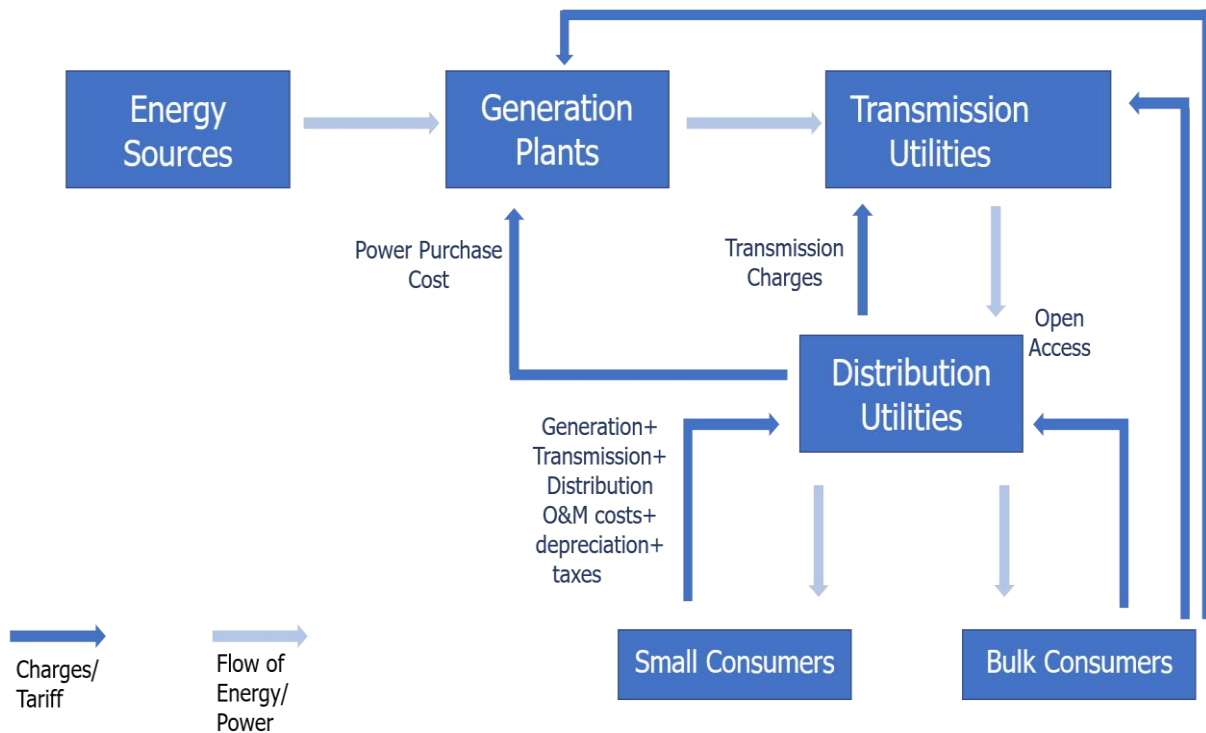 Energy
Sources
Generation
Plants
Transmission
Utilities
Power Purchase
Cost
Transmission
Charges
Open
Access
Distribution
Utilities
Generation+
Transmission+
Distribution
O&M costs+
depreciation+
taxes
Small Consumers
Bulk Consumers
Charges/
Tariff
Flow of
Energy/
Power